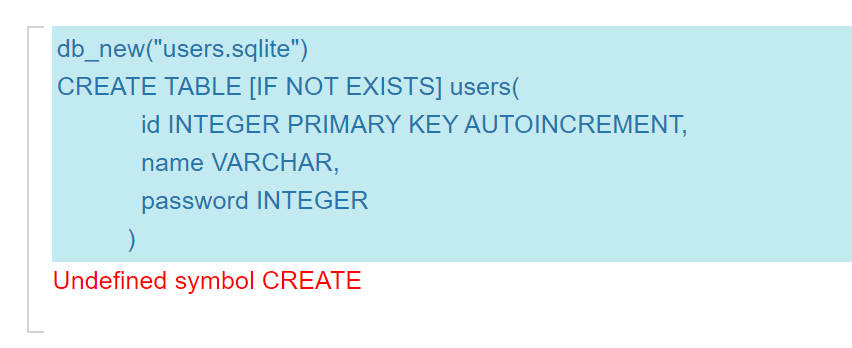 db_new("users.sqlite")
CREATE TABLE [IF NOT EXISTS] users(
id INTEGER PRIMARY KEY AUTOINCREMENT,
name VARCHAR,
password INTEGER
)
Undefined symbol CREATE